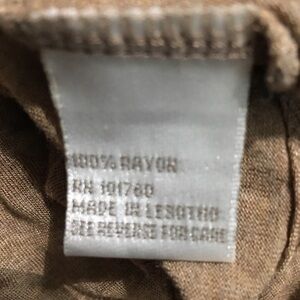 100% RAYON
RN 101760
MADE IN LESOTHO
SEE REVERSE FOR CARE